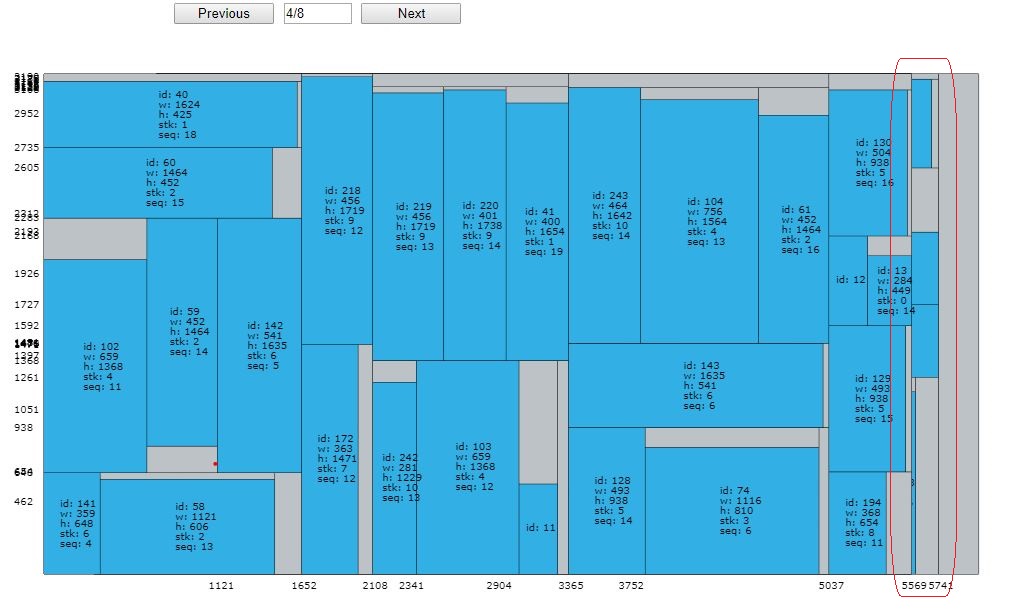 Previous
4/8
Next
2952
2735
2605
2285
2168
1926
1727
1592
1471
1397
1368
1261
1051
938
462
id: 40
w: 1624
h: 425
stk: 1
seq: 18
id: 60
w: 1464
h: 452
stk: 2
seq: 15
id: 102
w: 659
h: 1368
stk: 4
seq: 11
id: 59
w: 452
h: 1464
stk: 2
seq: 14
id: 142
w: 541
h: 1635
stk: 6
seq: 5
id: 141
w: 359
h: 648
stk: 6
seq: 4
id: 58
w: 1121
h: 606
stk: 2
seq: 13
id: 218
w: 456
h: 1719
stk: 9
seq: 12
id: 172
w: 363
h: 1471
stk: 7
seq: 12
id: 219
w: 456
h: 1719
stk: 9
seq: 13
id: 220
w: 401
h: 1738
stk: 9
seq: 14
id: 41
w: 400
h: 1654
stk: 1
seq: 19
id: 242
w: 281
h: 1229
stk: 10
seq: 13
id: 103
w: 659
h: 1368
stk: 4
seq: 12
id: 11
id: 243
w: 464
h: 1642
stk: 10
seq: 14
id: 104
w: 756
h: 1564
stk: 4
seq: 13
id: 61
w: 452
h: 1464
stk: 2
seq: 16
id: 143
w: 1635
h: 541
stk: 6
seq: 6
id: 128
w: 493
h: 938
stk: 5
seq: 14
id: 74
w: 1116
h: 810
stk: 3
seq: 6
id: 130
w: 504
h: 938
stk: 5
seq: 16
id: 12
id: 13
w: 284
h: 449
stk: 0
seq: 14
id: 129
w: 493
h: 938
stk: 5
seq: 15
id: 194
w: 368
h: 654
stk: 8
seq: 11
1121 1652 2108 2341 2904 3365 3752 5037 5569 5741